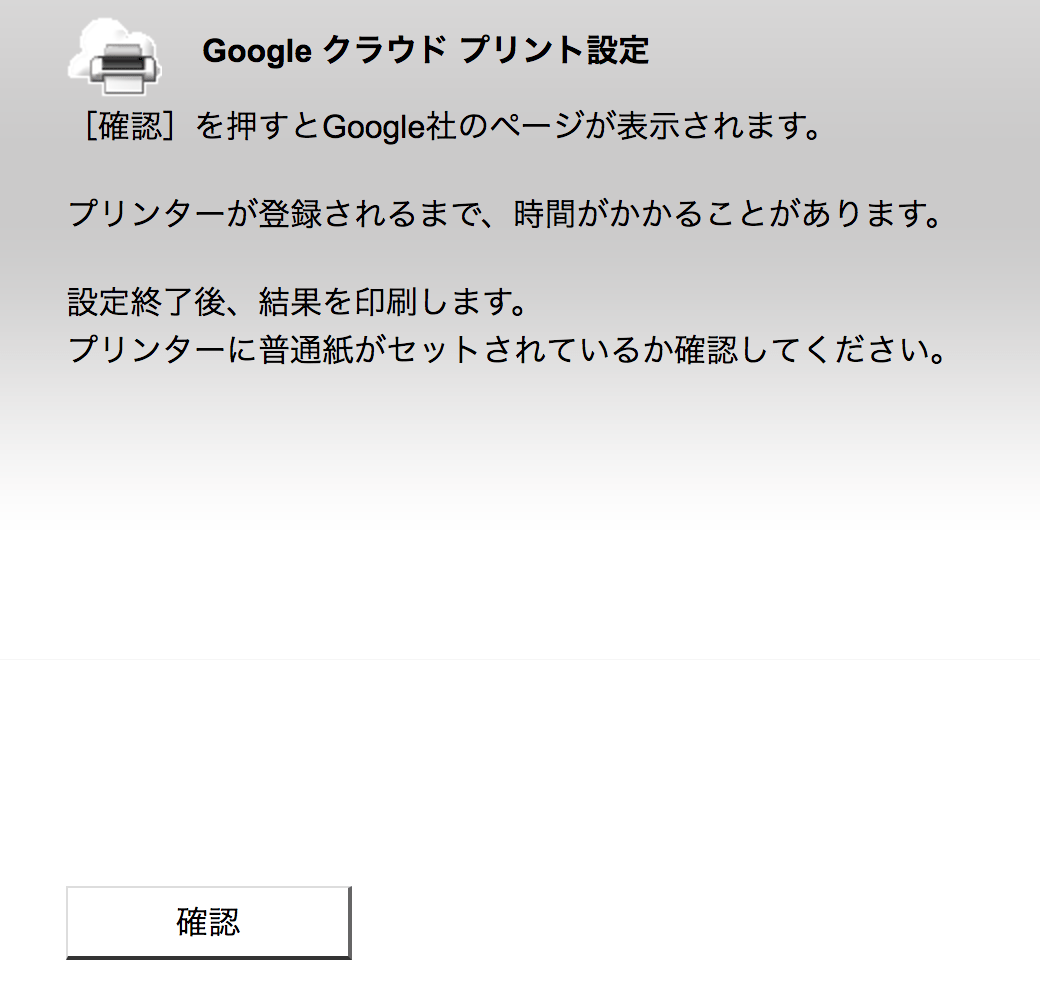 Google クラウド プリント設定
［確認］を押すとGoogle社のページが表示されます。
プリンターが登録されるまで、時間がかかることがあります。
設定終了後、結果を印刷します。
プリンターに普通紙がセットされているか確認してください。
確認